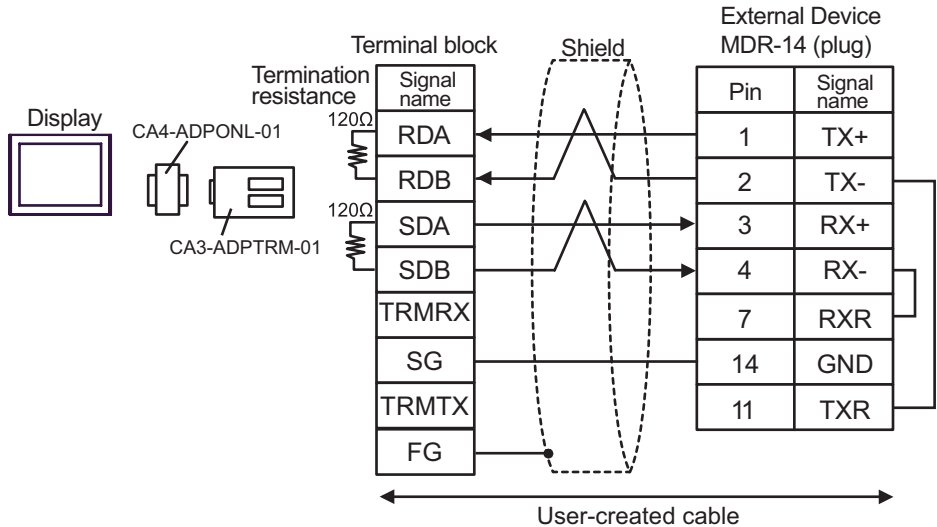 External Device
MDR-14 (plug)
Terminal block
Shield
Termination
resistance
Display
CA4-ADPONL-01
CA3-ADPTRM-01
120Ω
120Ω
Signal
name
RDA
RDB
SDA
SDB
TRMRX
SG
TRMTX
FG
Pin
Signal
name
1 TX+
2 TX-
3 RX+
4 RX-
7 RXR
14 GND
11 TXR
User-created cable